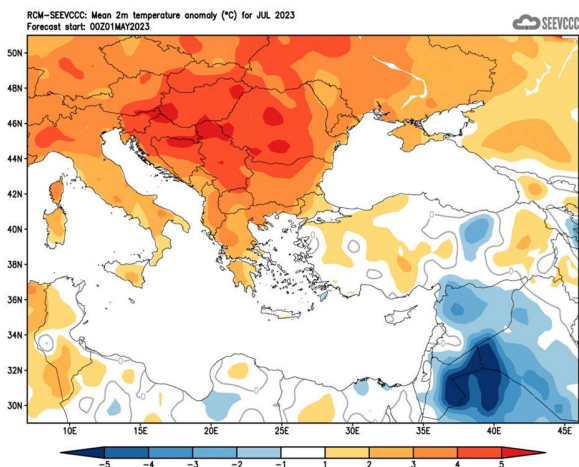 RCM-SEEVCCC: Mean 2m temperature anomaly (°C) for JUL 2023
Forecast start: 00Z01MAY2023
SEEVCCC
50N
48N
46N
44N
42N
40N
38N
36N
34N
32N
30N
10E 15E 20E 25E 30E 35E 40E 45E
-5 -4 -3 -2 -1 1 2 3 4 5